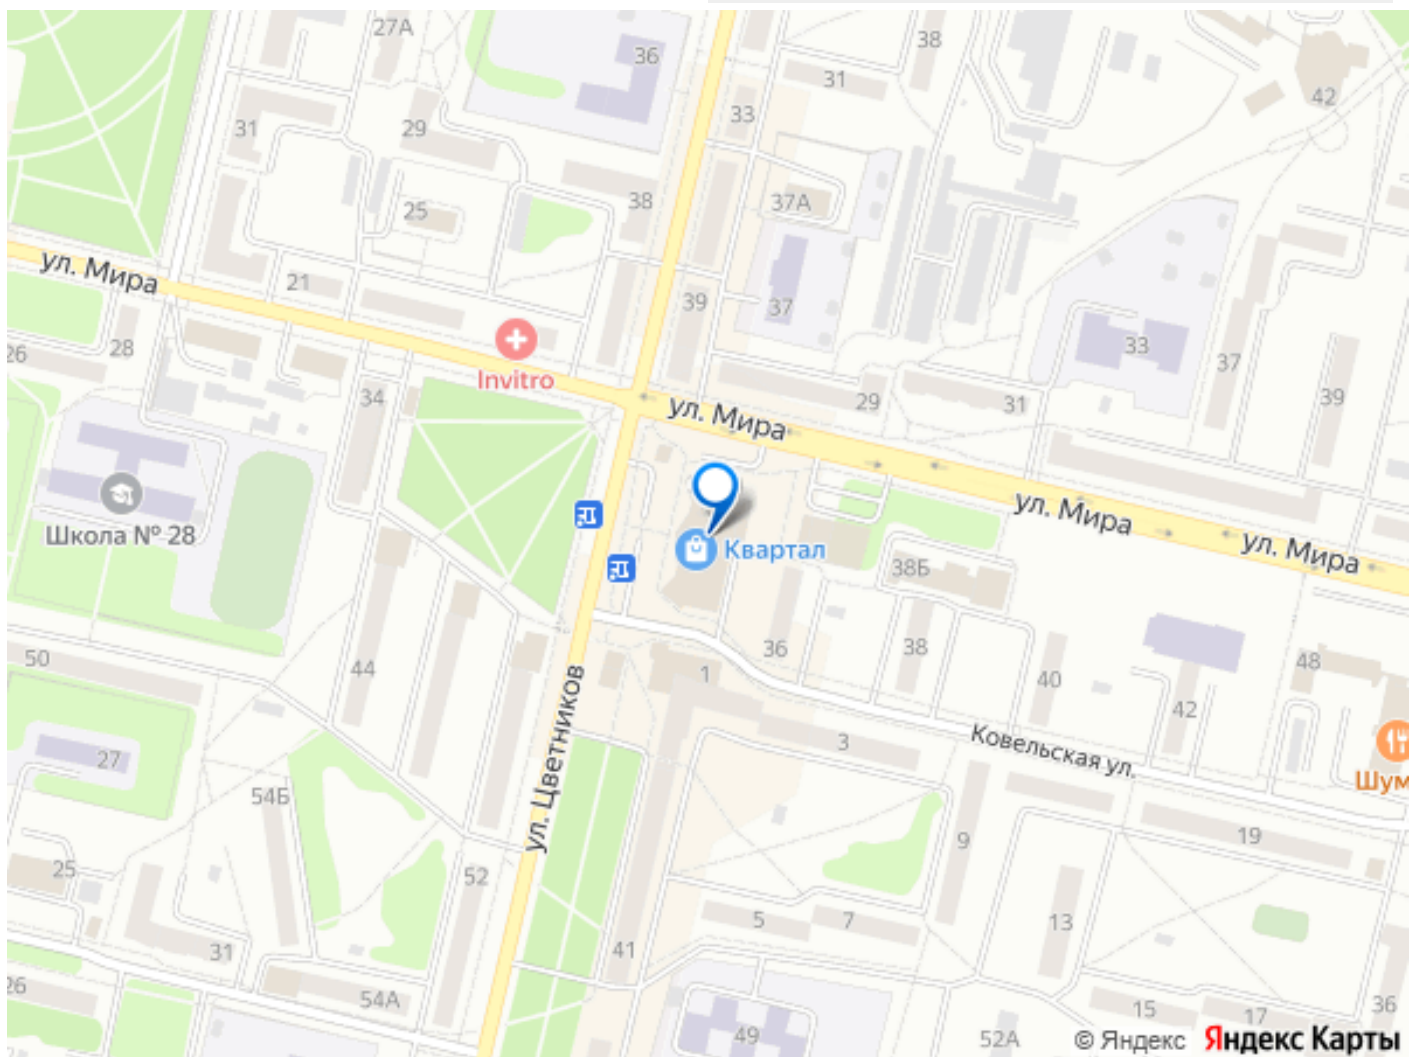 27А
36
38
31
42
33
31
29
38
37А
25
ул. Мира
21
39
37
33
37
28
26
Invitro
34
29
31
39
ул. Мира
Школа № 28
ул. Мира
Квартал
ул. Мира
38Б
50
44
1
36
38
40
48
42
ул. Цветников
3
Ковельская ул.
27
Шум
54Б
9
19
25
52
5
7
13
31
41
26
54А
49
52А
15
17
36
© Яндекс Яндекс Карты